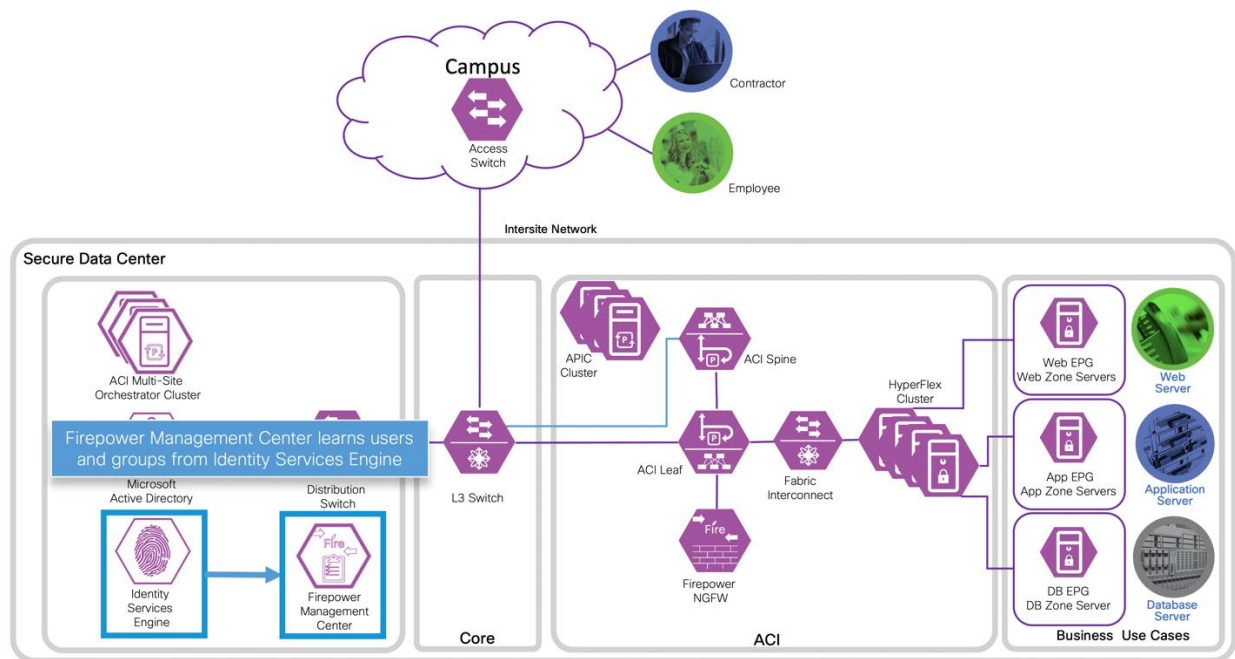 Campus
Access
Switch
Contractor
Employee
Intersite Network
Secure Data Center
ACI Multi-Site
Orchestrator Cluster
Firepower Management Center learns users
and groups from Identity Services Engine
Microsoft
Active Directory
Distribution
Switch
Identity
Services
Engine
Fire
Firepower
Management
Center
L3 Switch
Core
P
APIC
Cluster
P
ACI Spine
P
ACI Leaf
Fire
Firepower
NGFW
Fabric
Interconnect
HyperFlex
Cluster
ACI
Web EPG
Web Zone Servers
Web
Server
App EPG
App Zone Servers
Application
Server
DB EPG
DB Zone Server
Database
Server
Business Use Cases